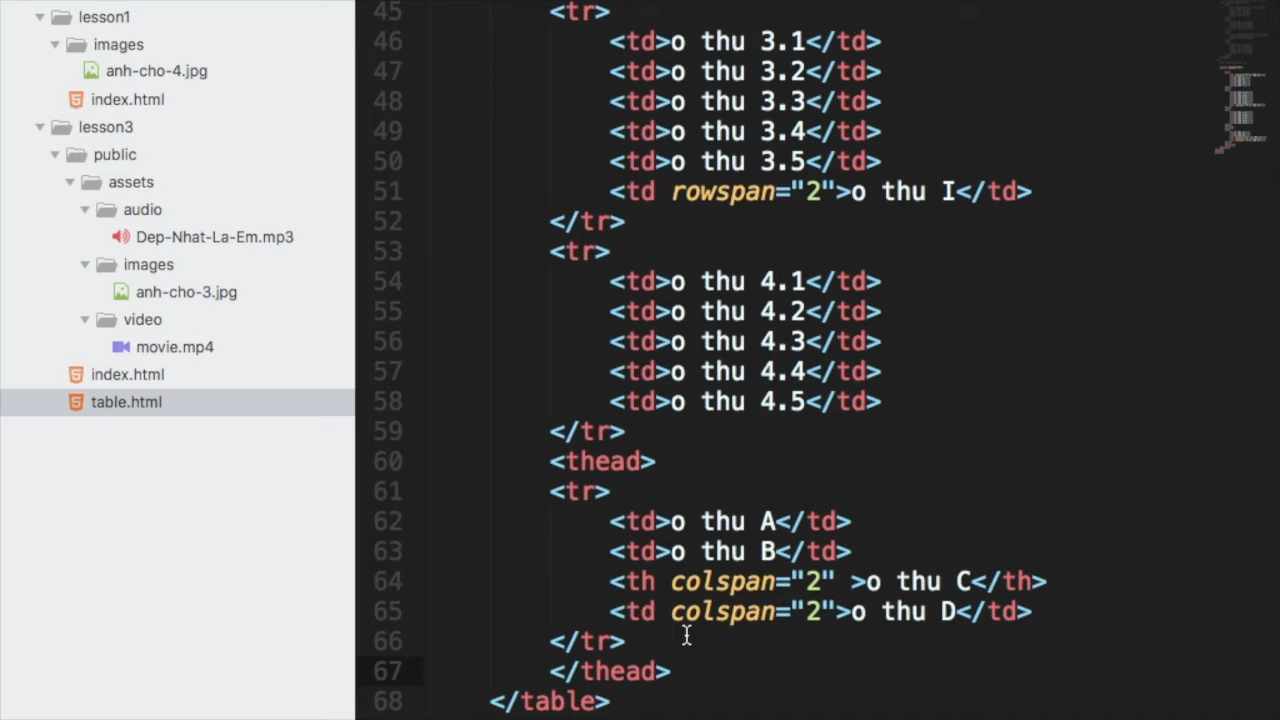 lesson1
images
anh-cho-4.jpg
index.html
lesson3
public
assets
audio
Dep-Nhat-La-Em.mp3
images
anh-cho-3.jpg
video
movie.mp4
index.html
table.html
45 <tr>
46 <td>o thu 3.1</td>
47 <td>o thu 3.2</td>
48 <td>o thu 3.3</td>
49 <td>o thu 3.4</td>
50 <td>o thu 3.5</td>
51 <td rowspan="2">o thu I</td>
52 </tr>
53 <tr>
54 <td>o thu 4.1</td>
55 <td>o thu 4.2</td>
56 <td>o thu 4.3</td>
57 <td>o thu 4.4</td>
58 <td>o thu 4.5</td>
59 </tr>
60 <thead>
61 <tr>
62 <td>o thu A</td>
63 <td>o thu B</td>
64 <th colspan="2" >o thu C</th>
65 <td colspan="2">o thu D</td>
66 </tr>
67 </thead>
68 </table>